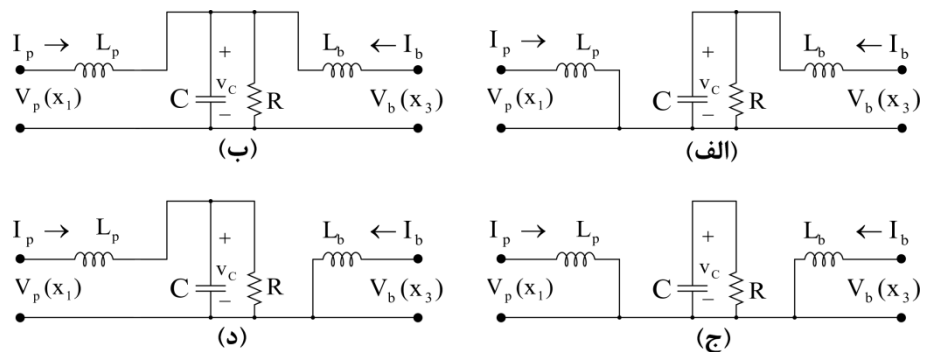 I_p → L_p L_b ← I_b
V_p(x_1) C + v_C − R V_b(x_3)
(ب)
I_p → L_p L_b ← I_b
V_p(x_1) C + v_C − R V_b(x_3)
(الف)
I_p → L_p L_b ← I_b
V_p(x_1) C + v_C − R V_b(x_3)
(د)
I_p → L_p L_b ← I_b
V_p(x_1) C + v_C − R V_b(x_3)
(ج)